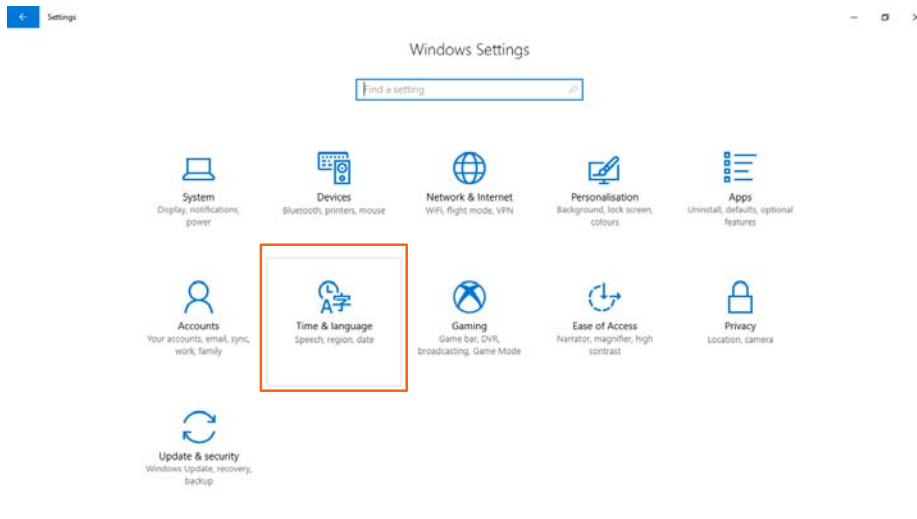 Settings
Windows Settings
Find a setting
System
Display, notifications,
power
Devices
Bluetooth, printers, mouse
Network & Internet
WiFi, flight mode, VPN
Personalisation
Background, lock screen,
colours
Apps
Uninstall, defaults, optional
features
Accounts
Your accounts, email, sync,
work, family
Time & language
Speech, region, date
Gaming
Game bar, DVR,
broadcasting, Game Mode
Ease of Access
Narrator, magnifier, high
contrast
Privacy
Location, camera
Update & security
Windows Update, recovery,
backup